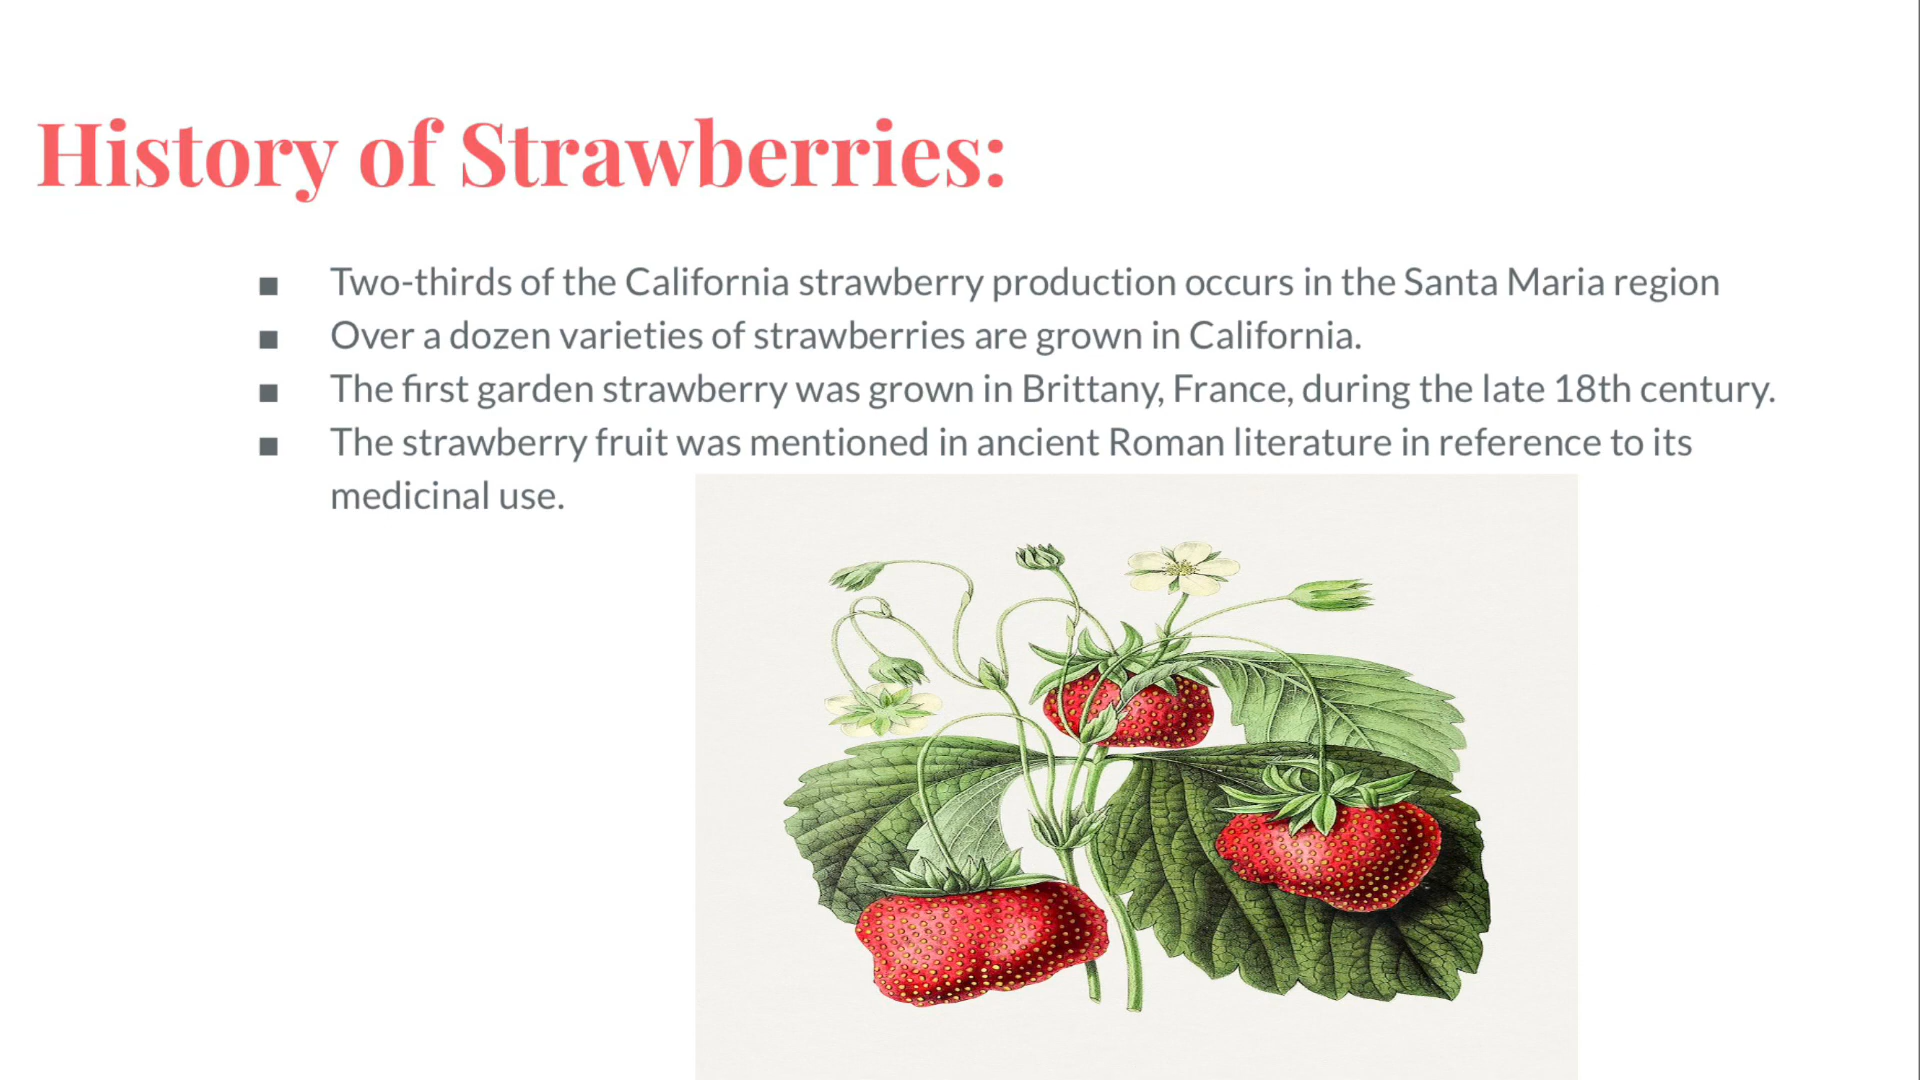 History of Strawberries:
▪ Two-thirds of the California strawberry production occurs in the Santa Maria region
▪ Over a dozen varieties of strawberries are grown in California.
▪ The first garden strawberry was grown in Brittany, France, during the late 18th century.
▪ The strawberry fruit was mentioned in ancient Roman literature in reference to its
medicinal use.